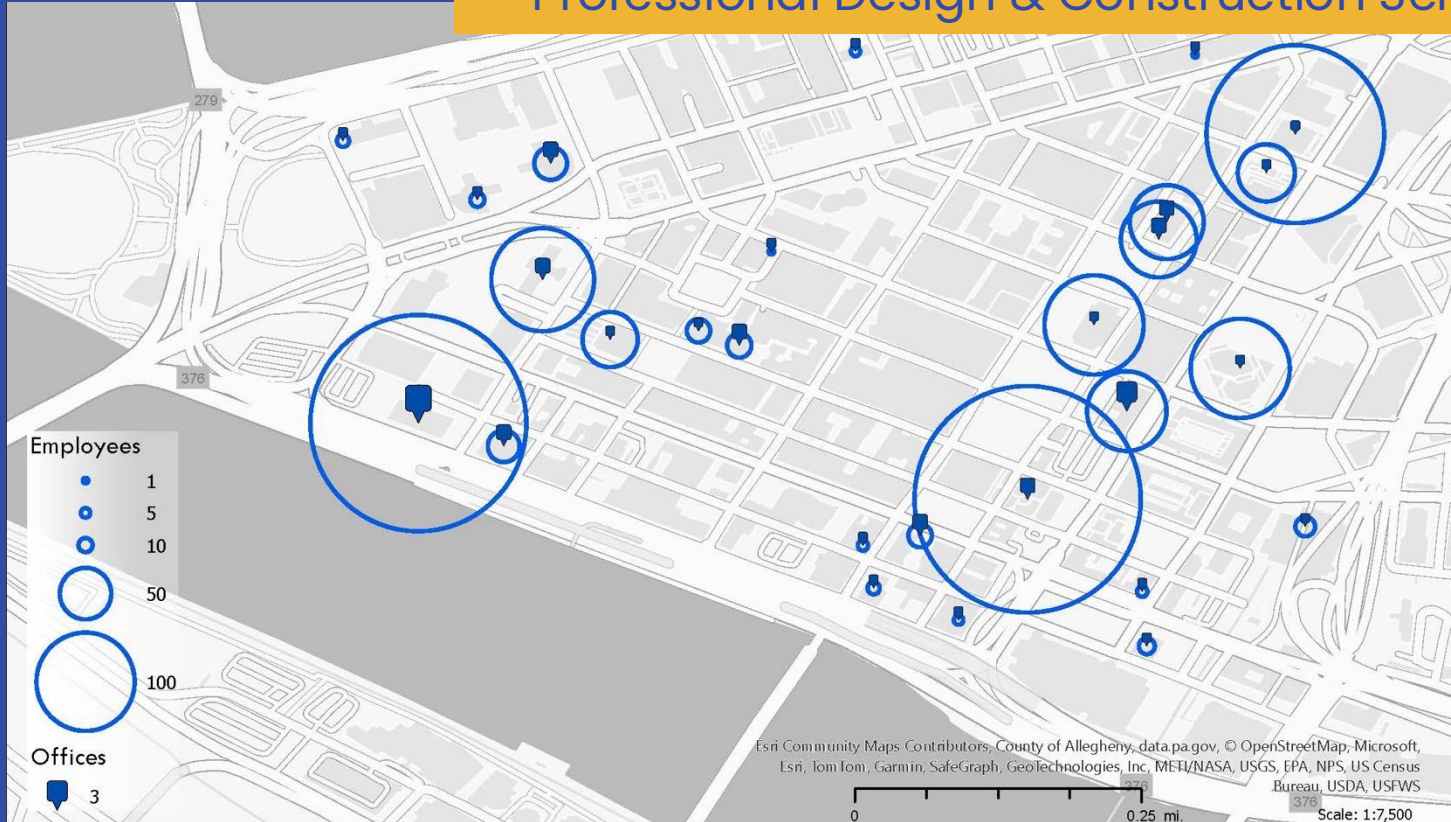 Professional Design & Construction Ser
279
376
Employees
1
5
10
50
100
Offices
3
Esri Community Maps Contributors, County of Allegheny, data.pa.gov, © OpenStreetMap, Microsoft,
Esri, TomTom, Garmin, SafeGraph, GeoTechnologies, Inc, METI/NASA, USGS, EPA, NPS, US Census
Bureau, USDA, USFWS
376
376
0
0.25 mi.
Scale: 1:7,500